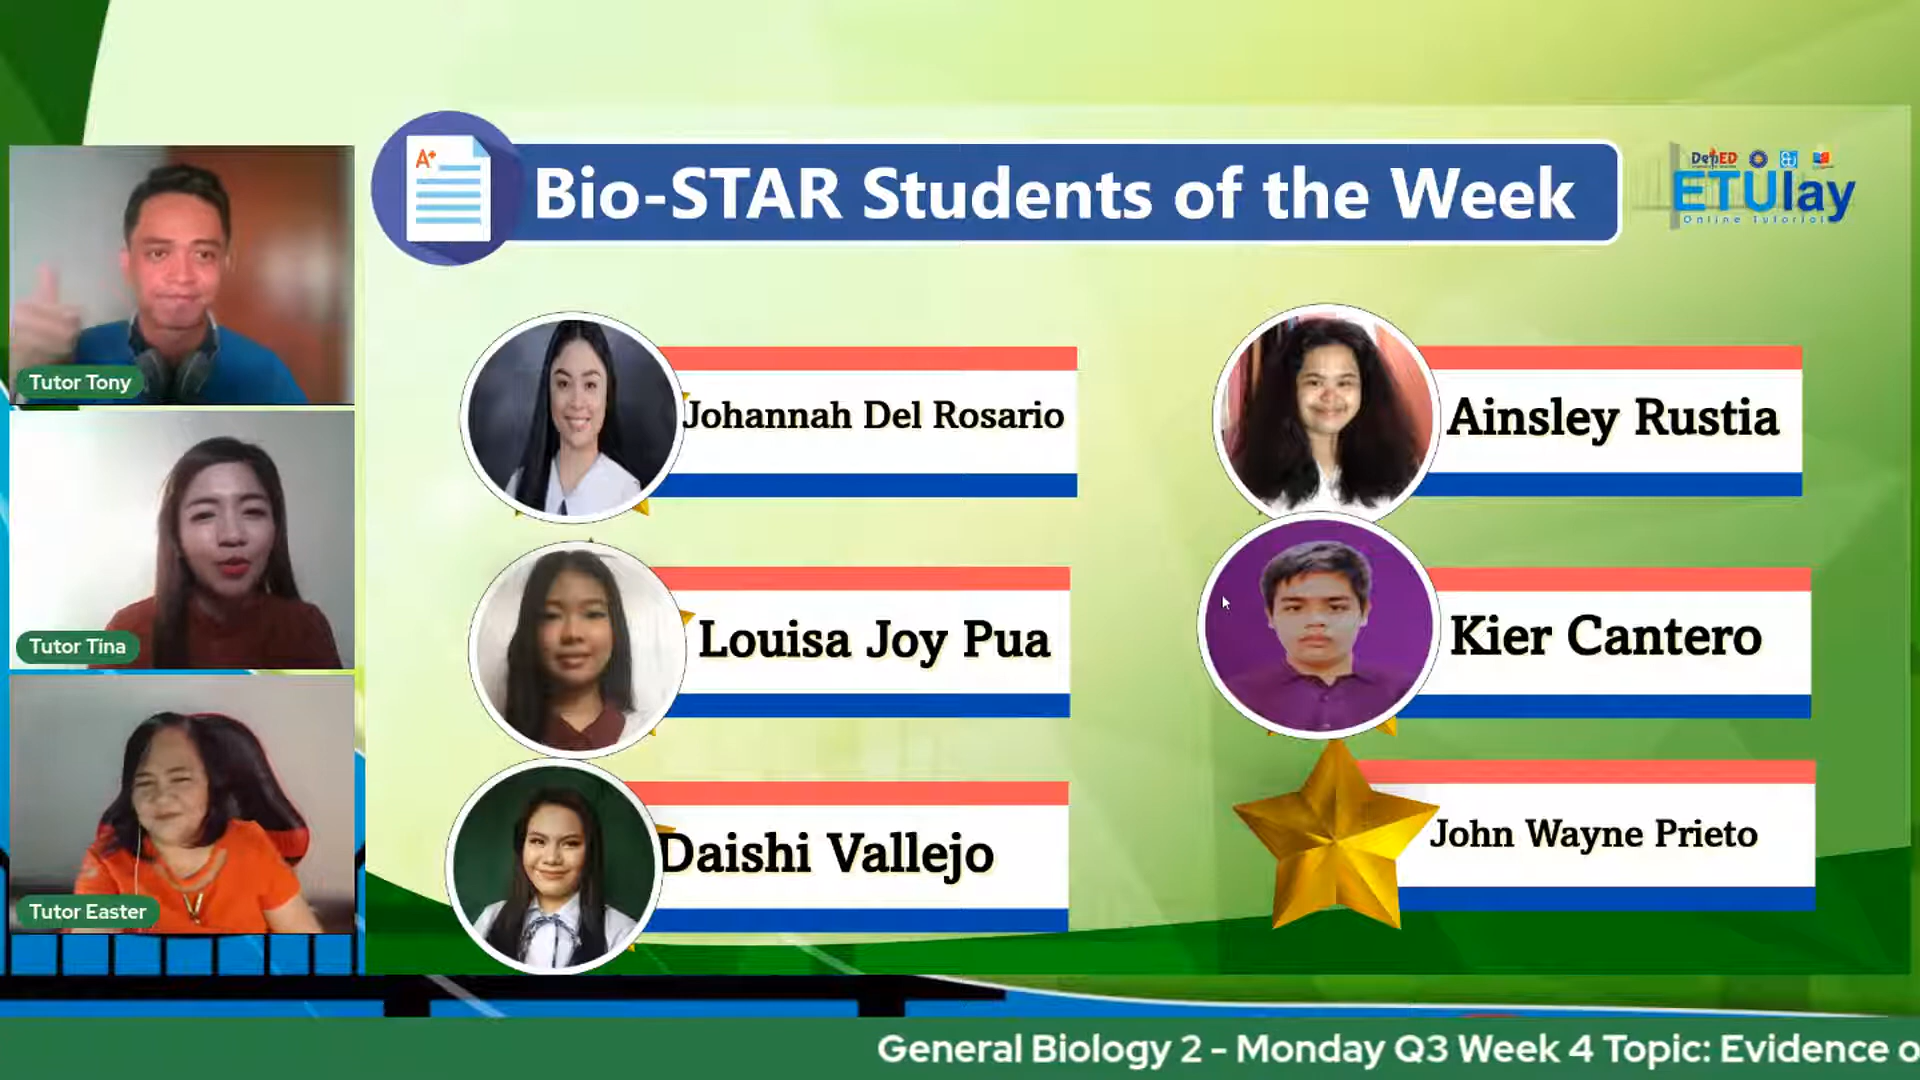 A+
Bio-STAR Students of the Week
DepED
ETUlay
Online Tutorial
Tutor Tony
Tutor Tina
Tutor Easter
Johannah Del Rosario
Ainsley Rustia
Louisa Joy Pua
Kier Cantero
Daishi Vallejo
John Wayne Prieto
General Biology 2 - Monday Q3 Week 4 Topic: Evidence o